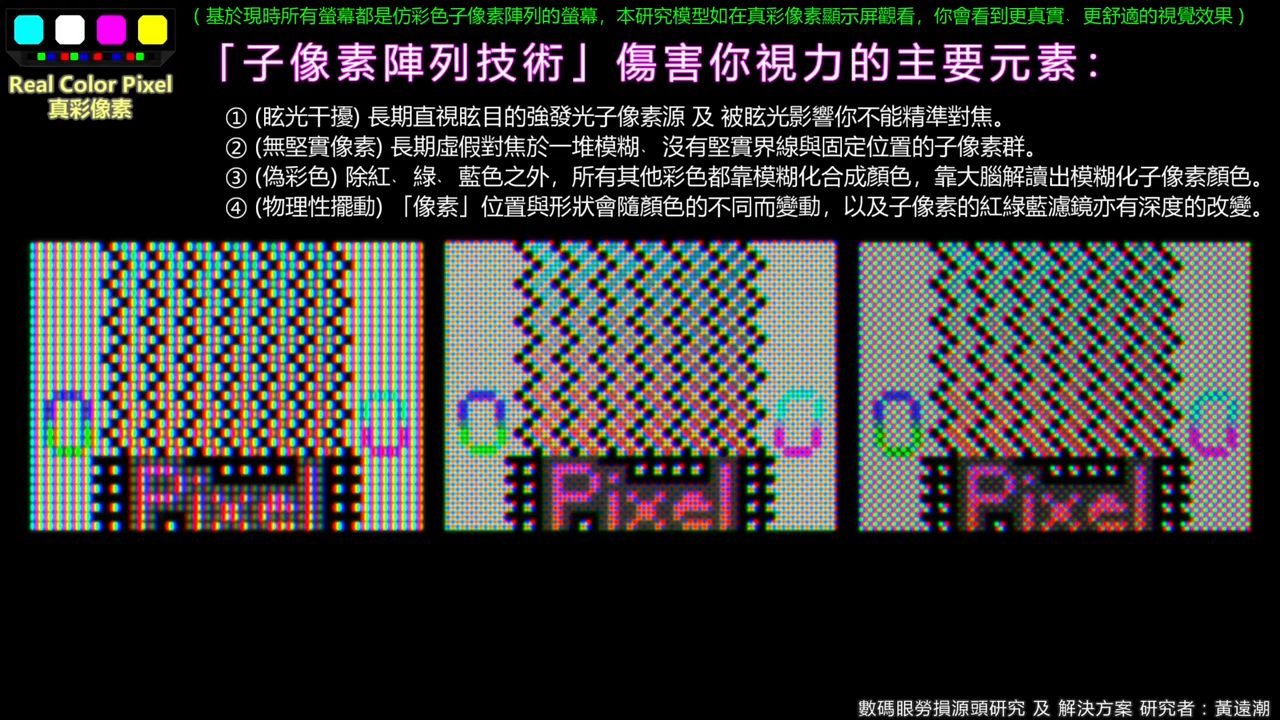 （基於現時所有螢幕都是仿彩色子像素陣列的螢幕，本研究模型如在真彩像素顯示屏觀看，你會看到更真實、更舒適的視覺效果）
「子像素陣列技術」傷害你視力的主要元素：
Real Color Pixel
真彩像素
① (眩光干擾) 長期直視眩目的強發光子像素源 及 被眩光影響你不能精準對焦。
② (無堅實像素) 長期虛假對焦於一堆模糊、沒有堅實界線與固定位置的子像素群。
③ (偽彩色) 除紅、綠、藍色之外，所有其他彩色都靠模糊化合成顏色，靠大腦解讀出模糊化子像素顏色。
④ (物理性擺動) 「像素」位置與形狀會隨顏色的不同而變動，以及子像素的紅綠藍濾鏡亦有深度的改變。
Pixel
Pixel
Pixel
數碼眼勞損源頭研究 及 解決方案 研究者：黃遠潮